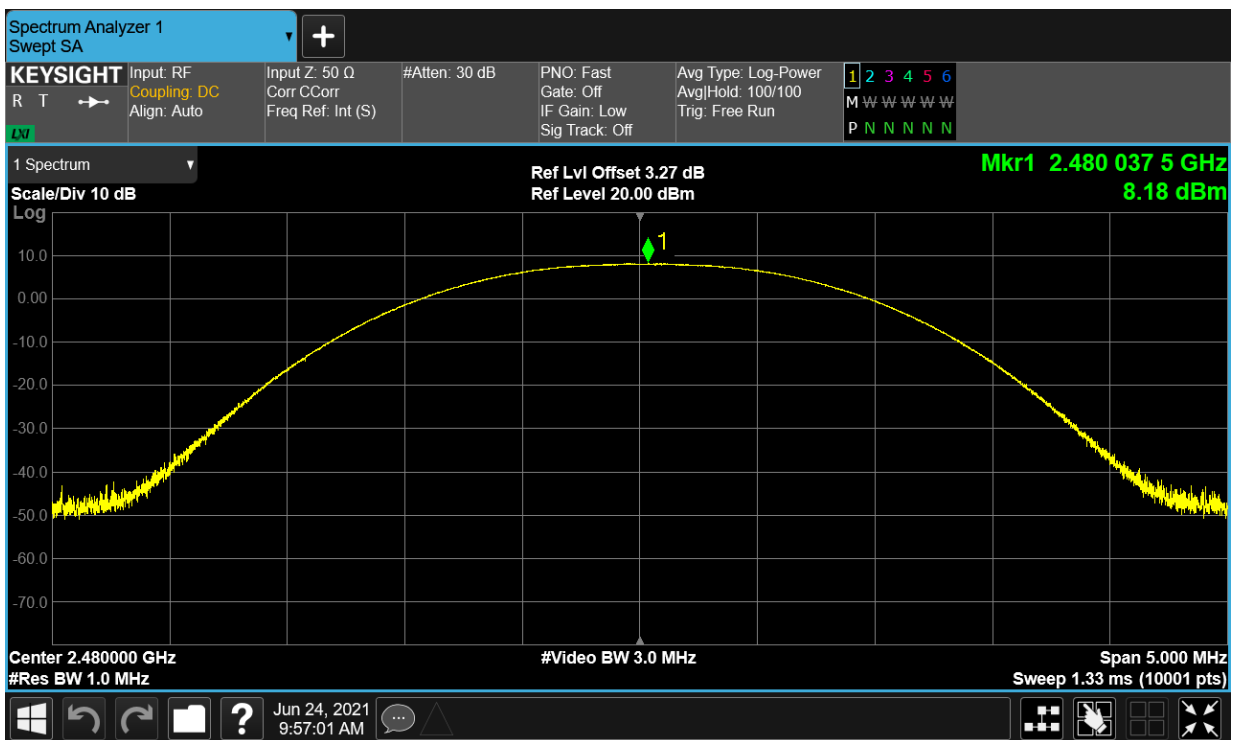 Spectrum Analyzer 1
Swept SA
KEYSIGHT
R T
LXI
Input: RF
Coupling: DC
Align: Auto
Input Z: 50 Ω
Corr CCorr
Freq Ref: Int (S)
#Atten: 30 dB
PNO: Fast
Gate: Off
IF Gain: Low
Sig Track: Off
Avg Type: Log-Power
Avg|Hold: 100/100
Trig: Free Run
1 2 3 4 5 6
M W W W W W
P N N N N N
1 Spectrum
Scale/Div 10 dB
Log
Ref Lvl Offset 3.27 dB
Ref Level 20.00 dBm
Mkr1 2.480 037 5 GHz
8.18 dBm
1
10.0
0.00
-10.0
-20.0
-30.0
-40.0
-50.0
-60.0
-70.0
Center 2.480000 GHz
#Res BW 1.0 MHz
#Video BW 3.0 MHz
Span 5.000 MHz
Sweep 1.33 ms (10001 pts)
?
Jun 24, 2021
9:57:01 AM